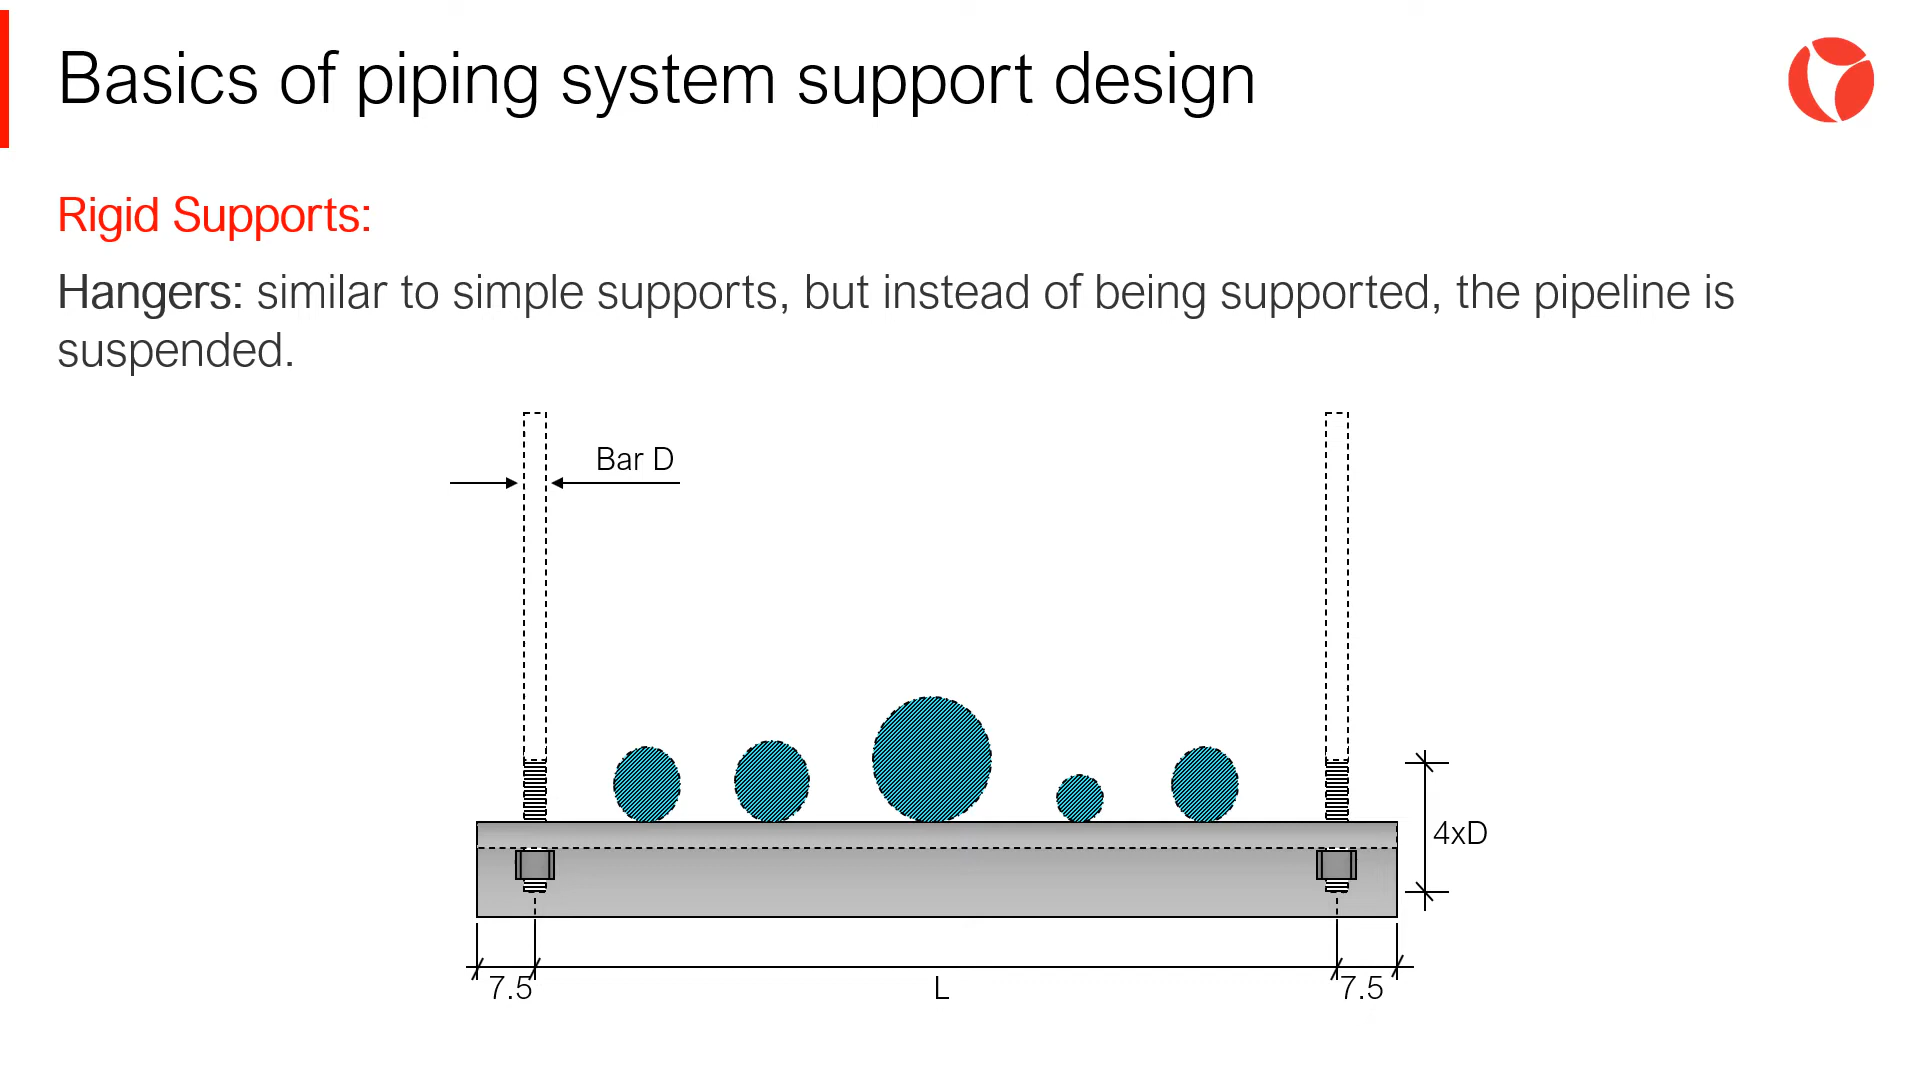 Basics of piping system support design
Rigid Supports:
Hangers: similar to simple supports, but instead of being supported, the pipeline is
suspended.
Bar D
4xD
7.5
L
7.5